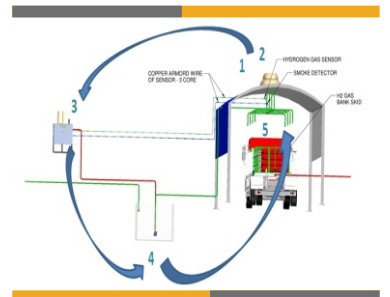 2
1
HYDROGEN GAS SENSOR
SMOKE DETECTOR
COPPER ARMORD WIRE
OF SENSOR - 3 CORE
3
H2 GAS
BANK SKID
5
4